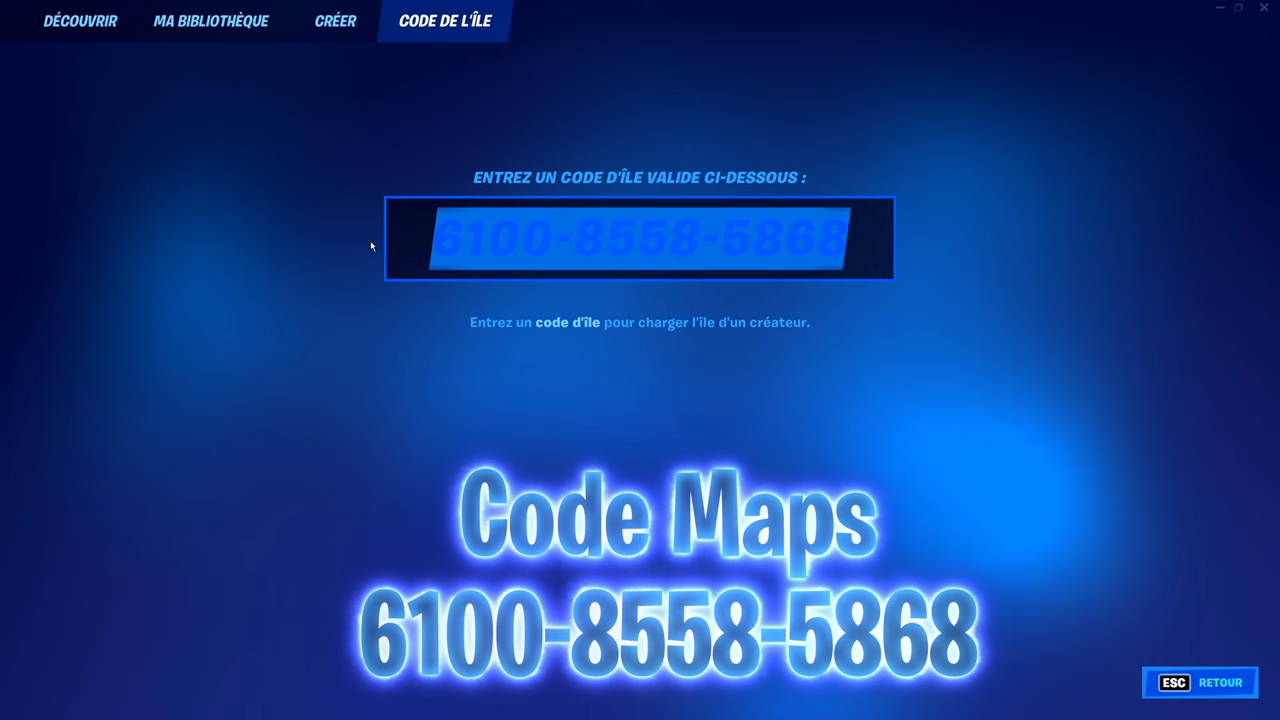 DÉCOUVRIR MA BIBLIOTHÈQUE CRÉER CODE DE L'ÎLE
ENTREZ UN CODE D'ÎLE VALIDE CI-DESSOUS :
6100-8558-5868
Entrez un code d'île pour charger l'île d'un créateur.
Code Maps
6100-8558-5868
ESC RETOUR